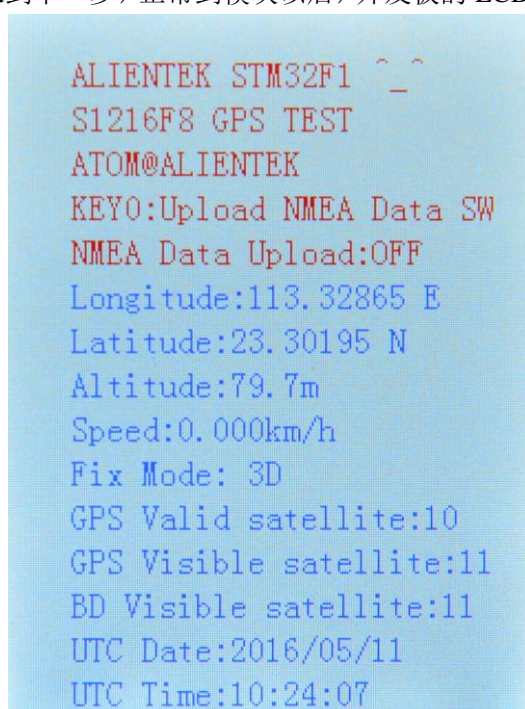 ALIENTEK STM32F1 ^_^
S1216F8 GPS TEST
ATOM@ALIENTEK
KEY0:Upload NMEA Data SW
NMEA Data Upload:OFF
Longitude:113.32865 E
Latitude:23.30195 N
Altitude:79.7m
Speed:0.000km/h
Fix Mode: 3D
GPS Valid satellite:10
GPS Visible satellite:11
BD Visible satellite:11
UTC Date:2016/05/11
UTC Time:10:24:07